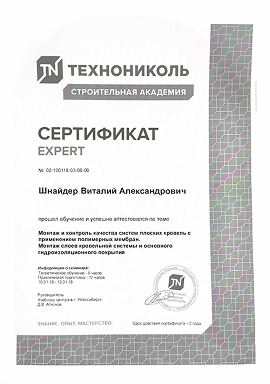 TN ТЕХНОНИКОЛЬ
СТРОИТЕЛЬНАЯ АКАДЕМИЯ
СЕРТИФИКАТ
EXPERT
№ 02-100118-03-08-06
Шнайдер Виталий Александрович
прошел обучение и успешно аттестовался по теме
Монтаж и контроль качества систем плоских кровель с
применением полимерных мембран.
Монтаж слоев кровельной системы и основного
гидроизоляционного покрытия
Информация о семинаре:
Теоретическое обучение - 6 часов
Практическая подготовка - 12 часов
10.01.18 - 12.01.18
Руководитель
Учебного центра в г. Новосибирск
ЗНАНИЕ. ОПЫТ. МАСТЕРСТВО.
Срок действия сертификата – 2 года